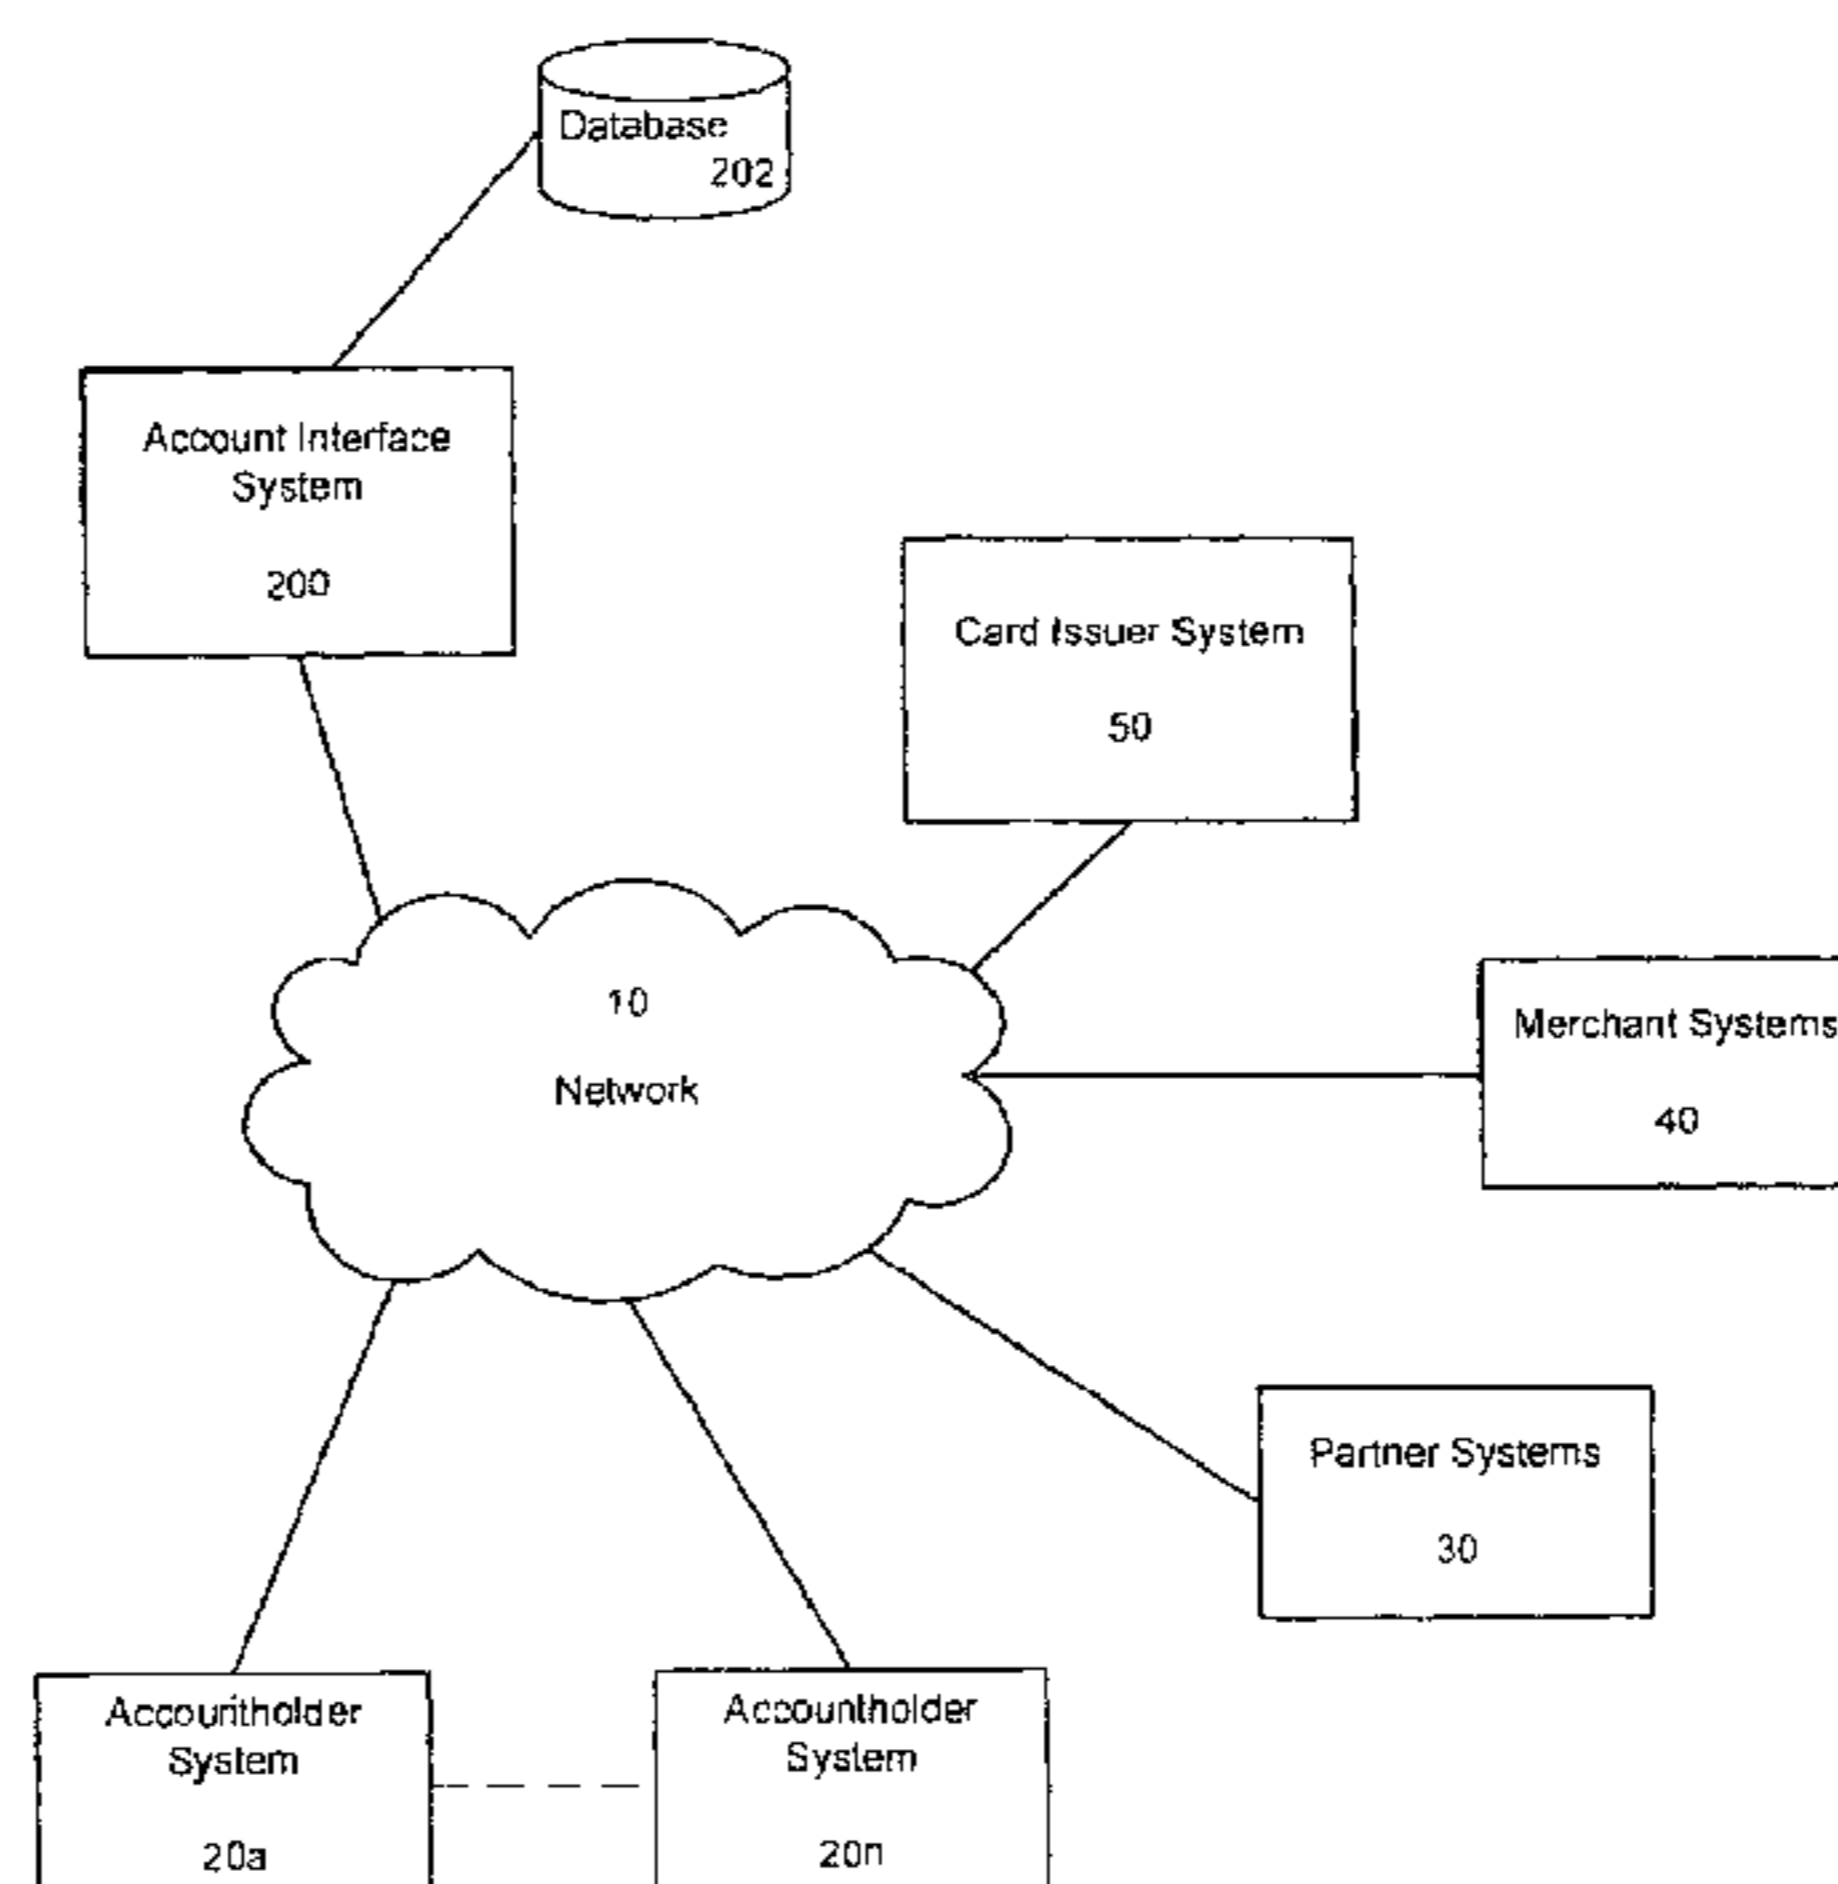 Database
202
Account Interface
System
200
Card Issuer System
50
10
Network
Merchant Systems
40
Partner Systems
30
Accountholder
System
20a
Accountholder
System
20n